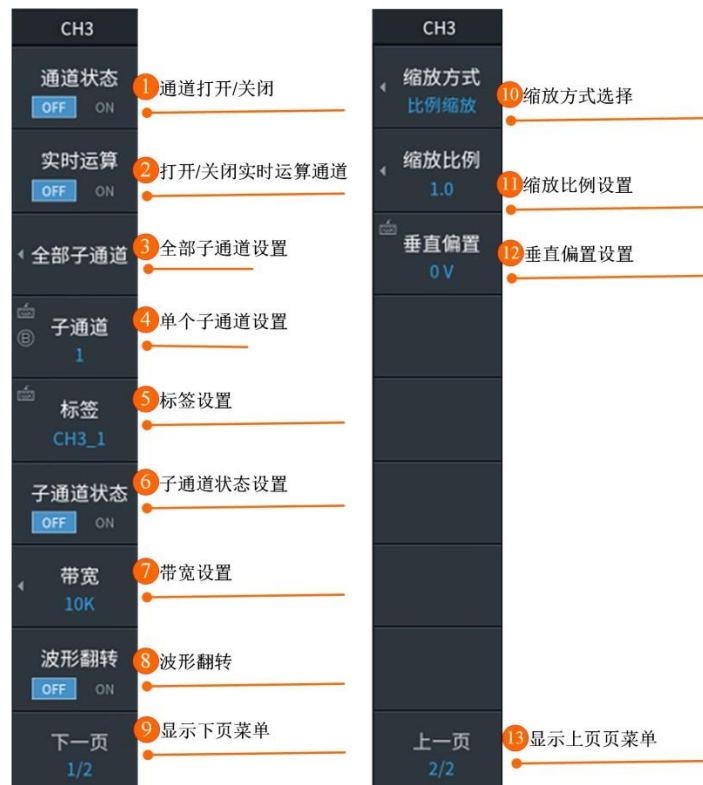 CH3
通道状态
OFF ON
1 通道打开/关闭
实时运算
OFF ON
2 打开/关闭实时运算通道
全部子通道
3 全部子通道设置
B 子通道
1
4 单个子通道设置
标签
CH3_1
5 标签设置
子通道状态
OFF ON
6 子通道状态设置
带宽
10K
7 带宽设置
波形翻转
OFF ON
8 波形翻转
下一页
1/2
9 显示下页菜单
CH3
缩放方式
比例缩放
10 缩放方式选择
缩放比例
1.0
11 缩放比例设置
垂直偏置
0 V
12 垂直偏置设置
上一页
2/2
13 显示上页页菜单